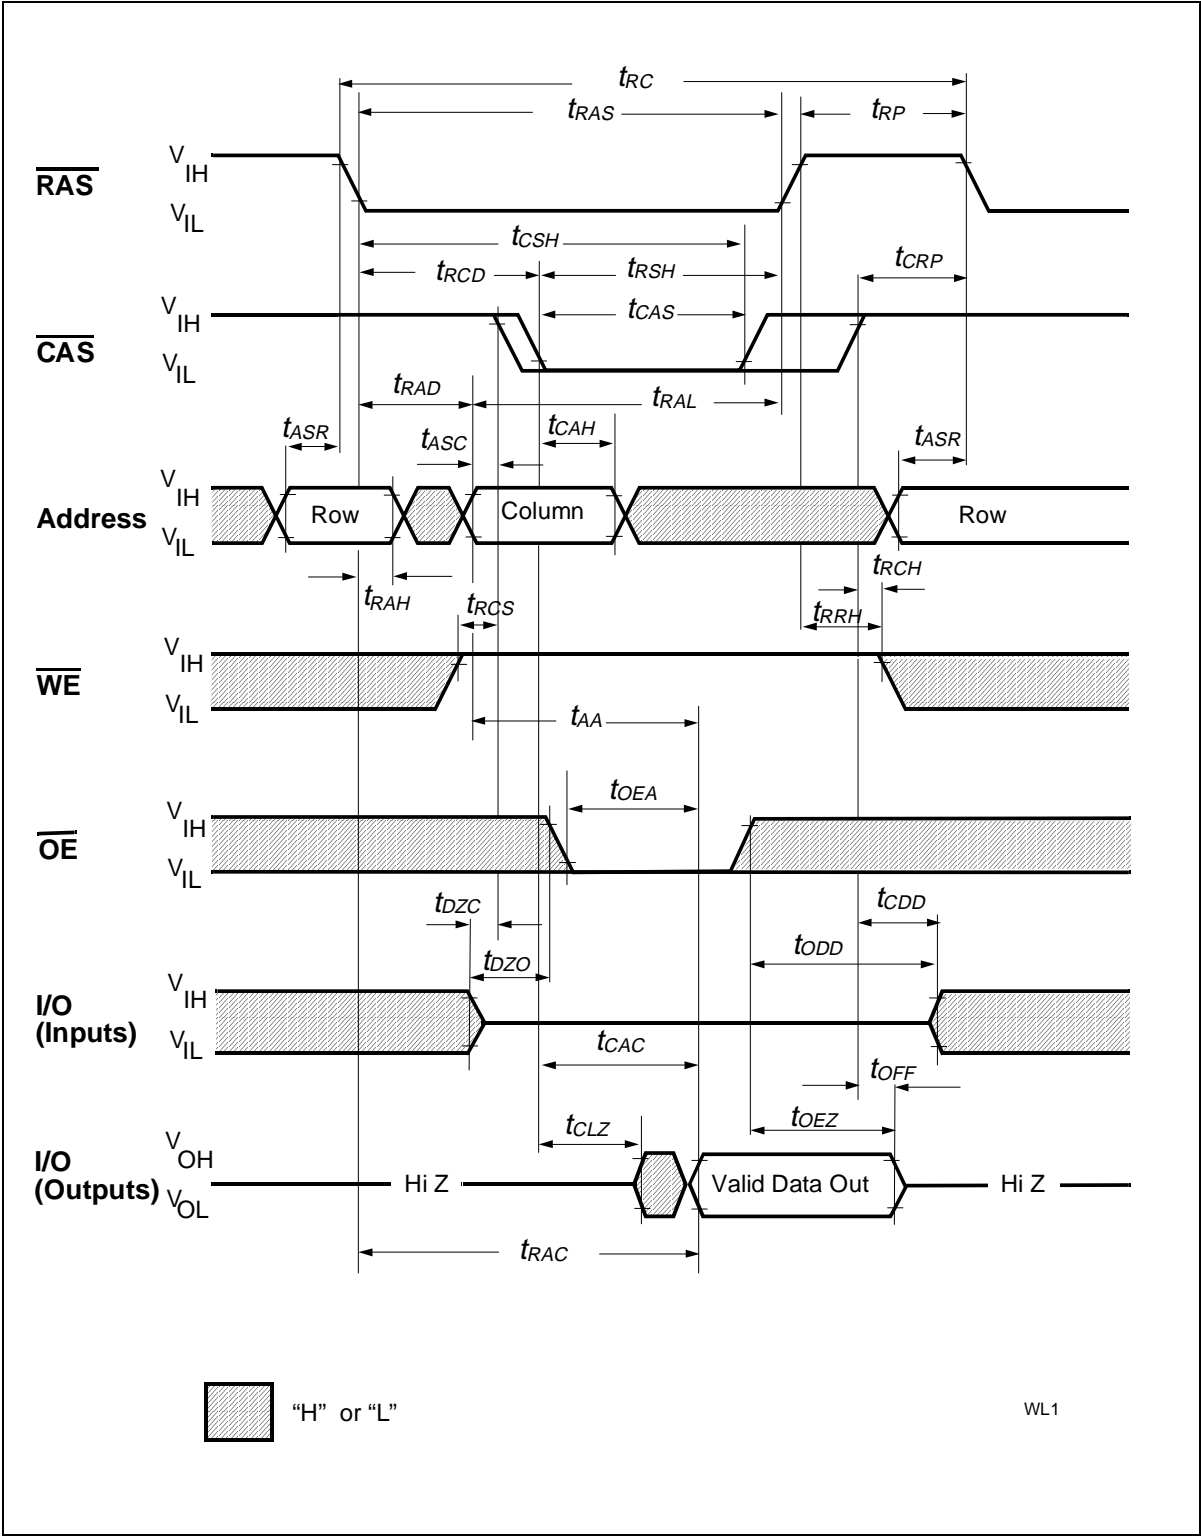 tRC
tRAS
tRP
RAS
VIH
VIL
tCSH
tRCD
tRSH
tCRP
CAS
VIH
VIL
tCAS
tRAD
tRAL
tASR
tASC
tCAH
tASR
Address
VIH
VIL
Row
Column
Row
tRAH
tRCS
tRCH
tRRH
WE
VIH
VIL
tAA
tOEA
OE
VIH
VIL
tDZC
tCDD
tDZO
tODD
I/O
(Inputs)
VIH
VIL
tCAC
tOFF
tCLZ
tOEZ
I/O
(Outputs)
VOH
VOL
Hi Z
Valid Data Out
Hi Z
tRAC
“H” or “L”
WL1